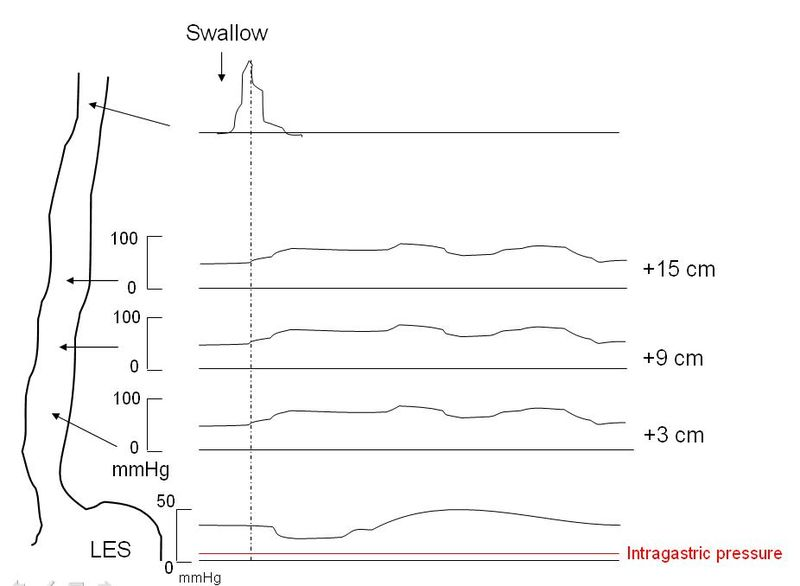 Swallow
100
0
+15 cm
100
0
+9 cm
100
0
+3 cm
mmHg
50
LES
Intragastric pressure
0
mmHg